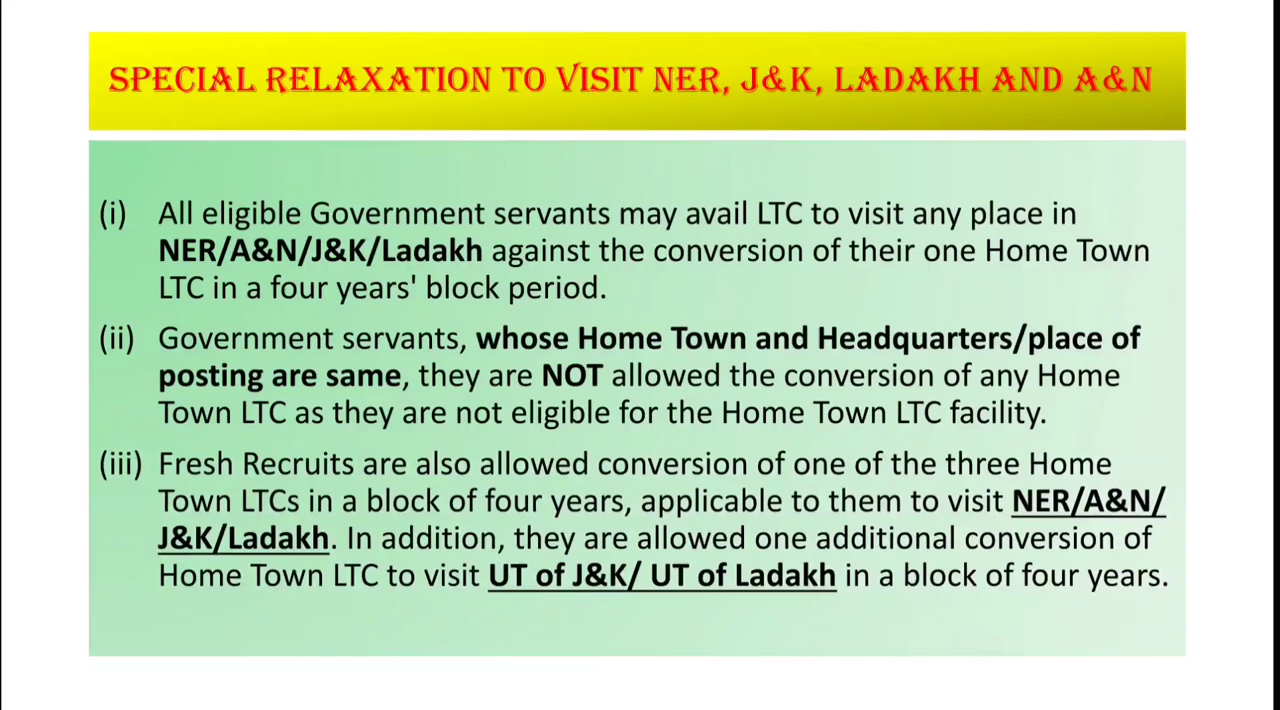 SPECIAL RELAXATION TO VISIT NER, J&K, LADAKH AND A&N
(i) All eligible Government servants may avail LTC to visit any place in
NER/A&N/J&K/Ladakh against the conversion of their one Home Town
LTC in a four years' block period.
(ii) Government servants, whose Home Town and Headquarters/place of
posting are same, they are NOT allowed the conversion of any Home
Town LTC as they are not eligible for the Home Town LTC facility.
(iii) Fresh Recruits are also allowed conversion of one of the three Home
Town LTCs in a block of four years, applicable to them to visit NER/A&N/
J&K/Ladakh. In addition, they are allowed one additional conversion of
Home Town LTC to visit UT of J&K/ UT of Ladakh in a block of four years.